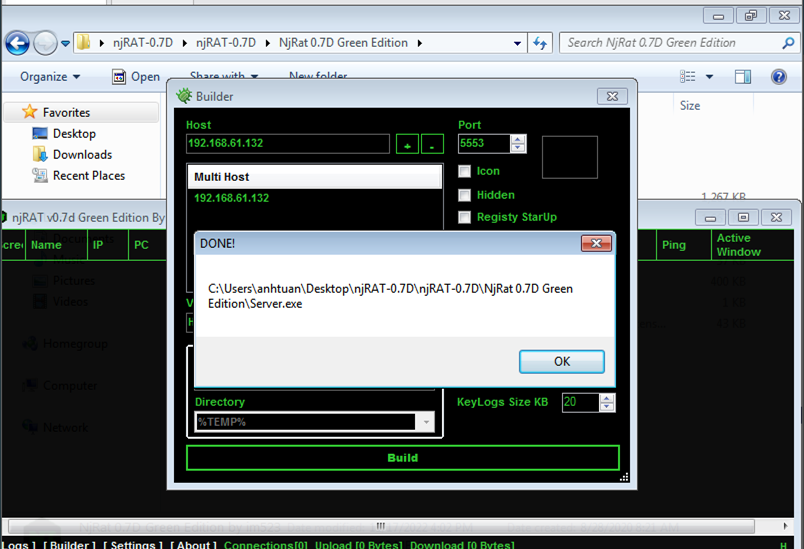 njRAT-0.7D
njRAT-0.7D
NjRat 0.7D Green Edition
Search NjRat 0.7D Green Edition
Organize
Open
Share with
New folder
Size
Favorites
Desktop
Downloads
Recent Places
Builder
Host
192.168.61.132
+
-
Port
5553
Multi Host
192.168.61.132
Icon
Hidden
Registy StarUp
1,267 KB
njRAT v0.7d Green Edition By
Name
IP
PC
Ping
Active
Window
Pictures
Videos
Homegroup
Computer
Network
DONE!
C:\Users\anhtuan\Desktop\njRAT-0.7D\njRAT-0.7D\NjRat 0.7D Green
Edition\Server.exe
OK
Directory
%TEMP%
KeyLogs Size KB
20
Build
Logs ] [ Builder ] [ Settings ] [ About ] Connections[0] Upload [0 Bytes] Download [0 Bytes]